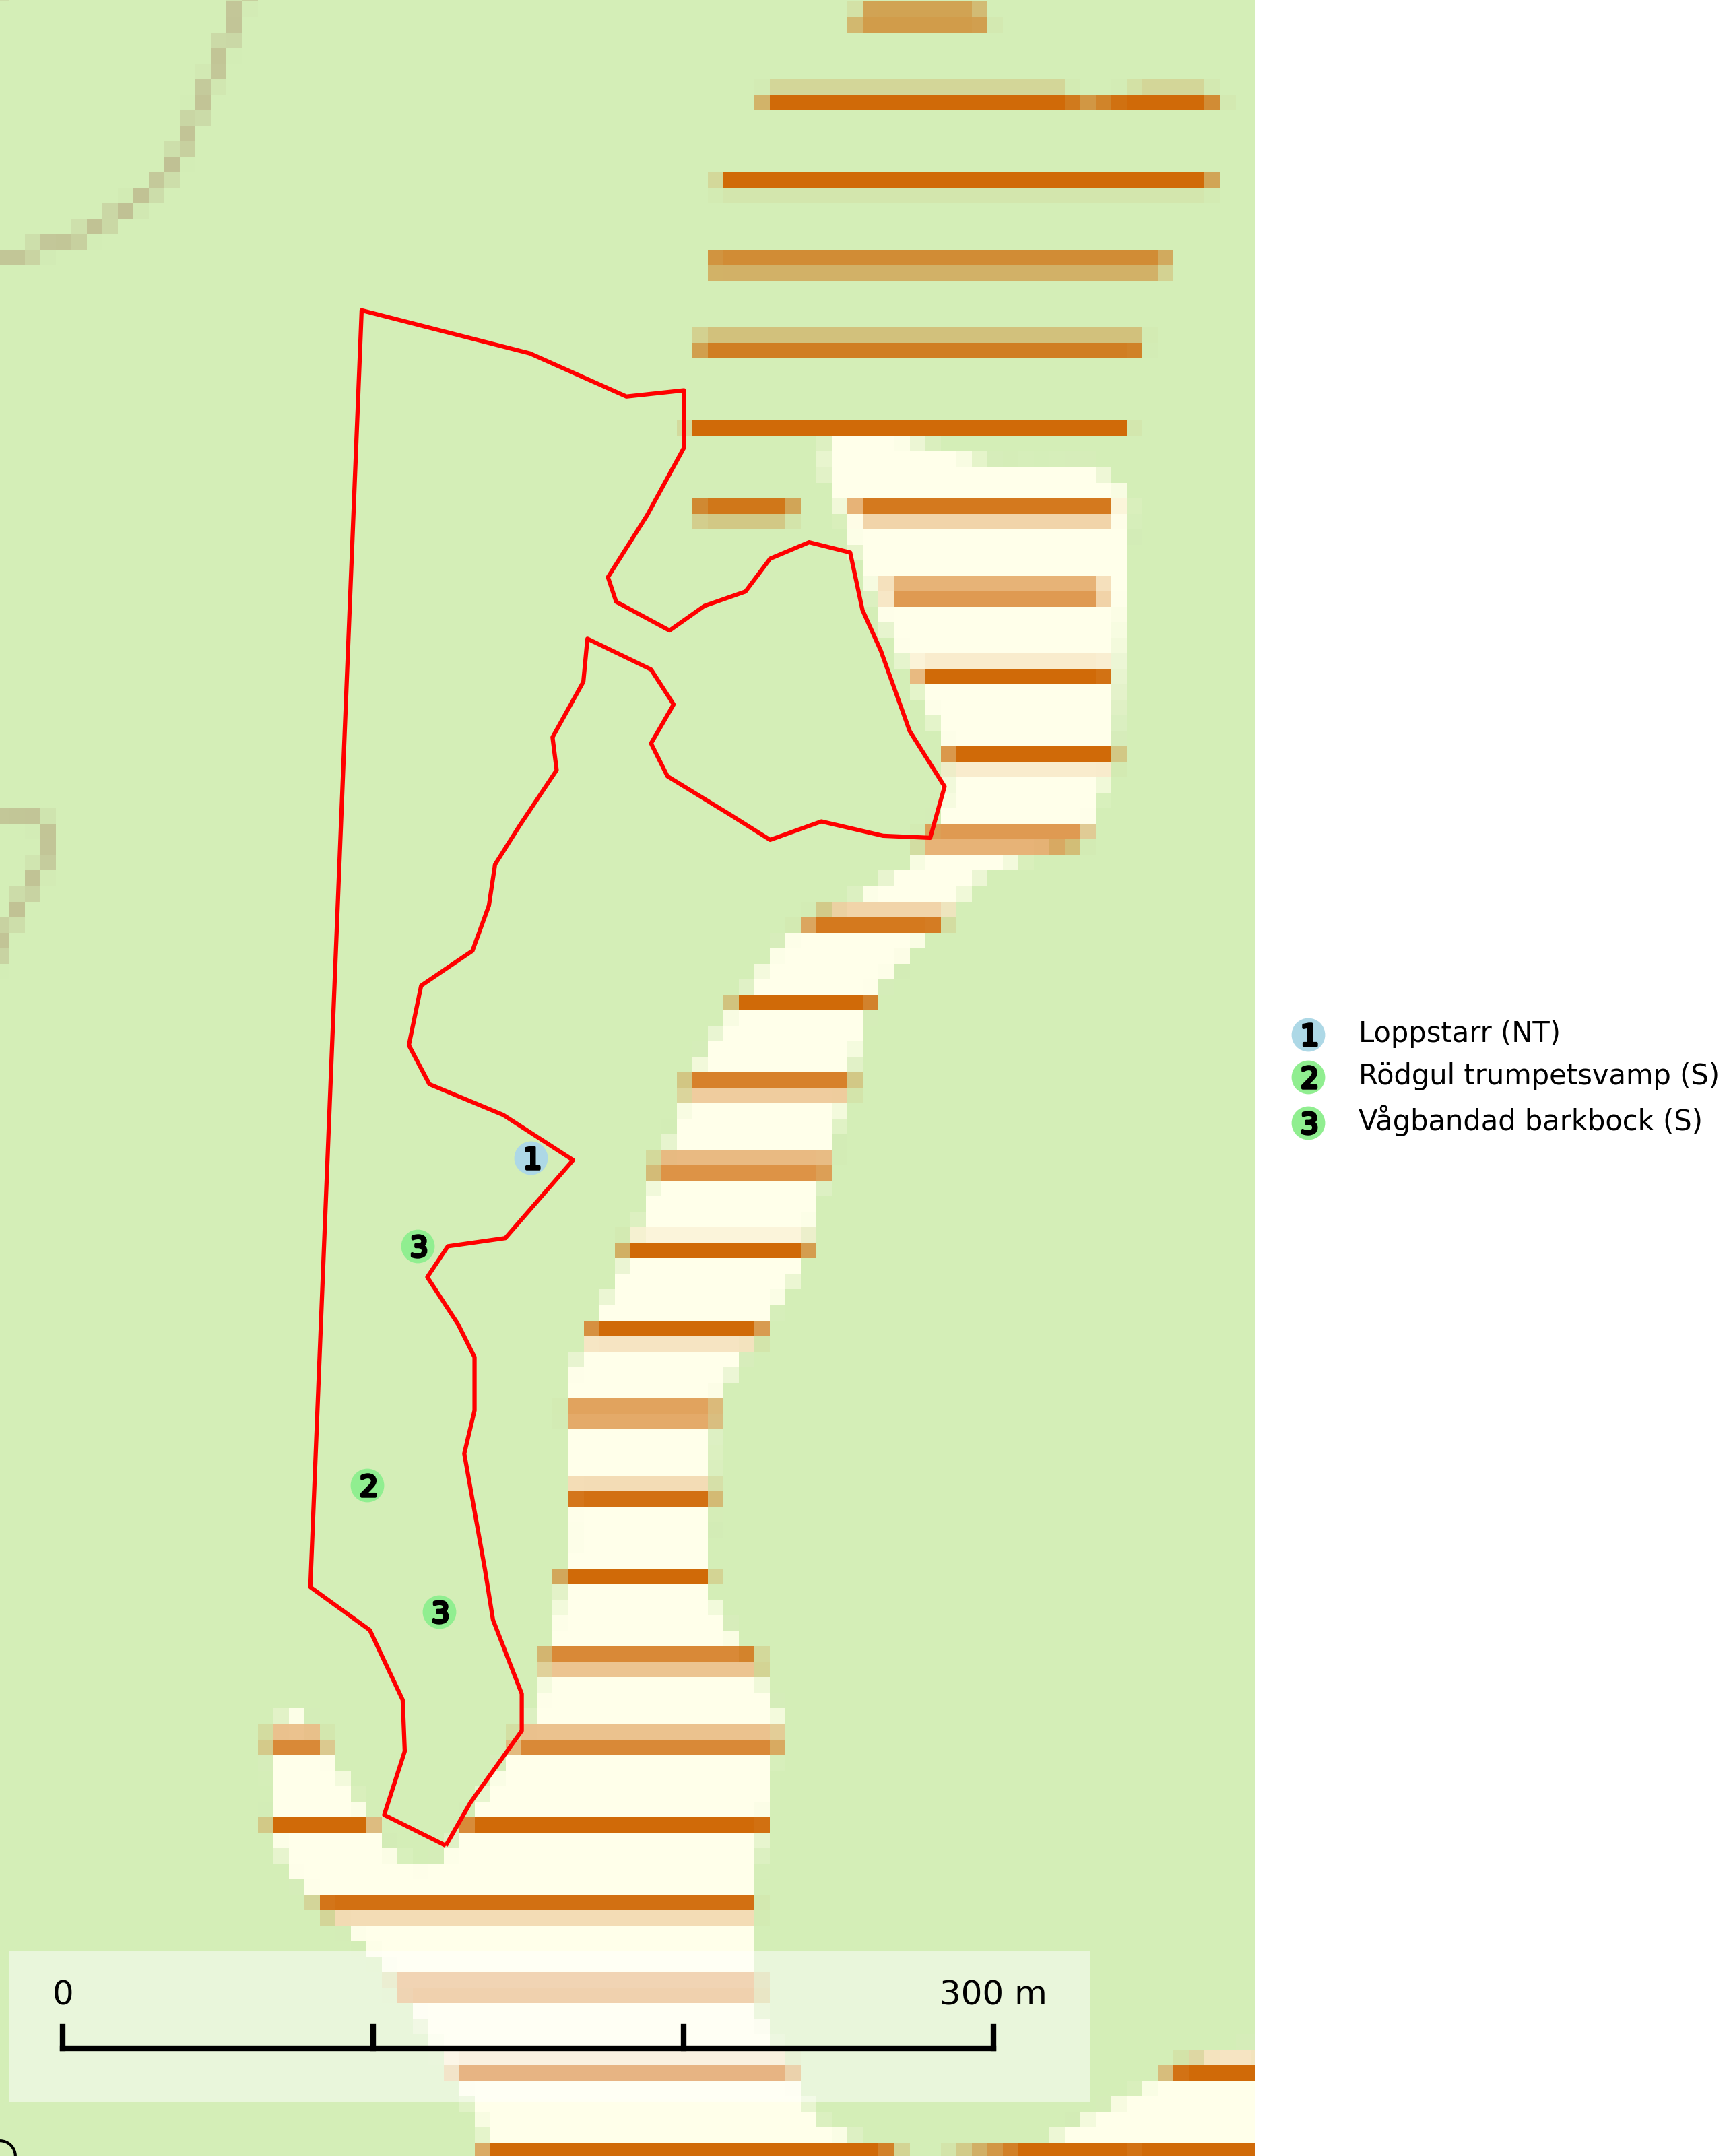 1
3
2
3
0 300 m
1 Loppstarr (NT)
2 Rödgul trumpetsvamp (S)
3 Vågbandad barkbock (S)